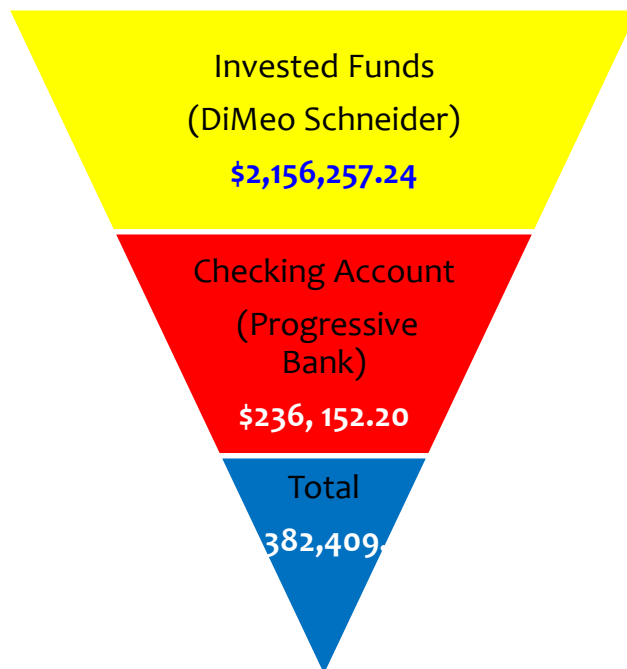 Invested Funds
(DiMeo Schneider)
$2,156,257.24
Checking Account
(Progressive
Bank)
$236, 152.20
Total
382,409.